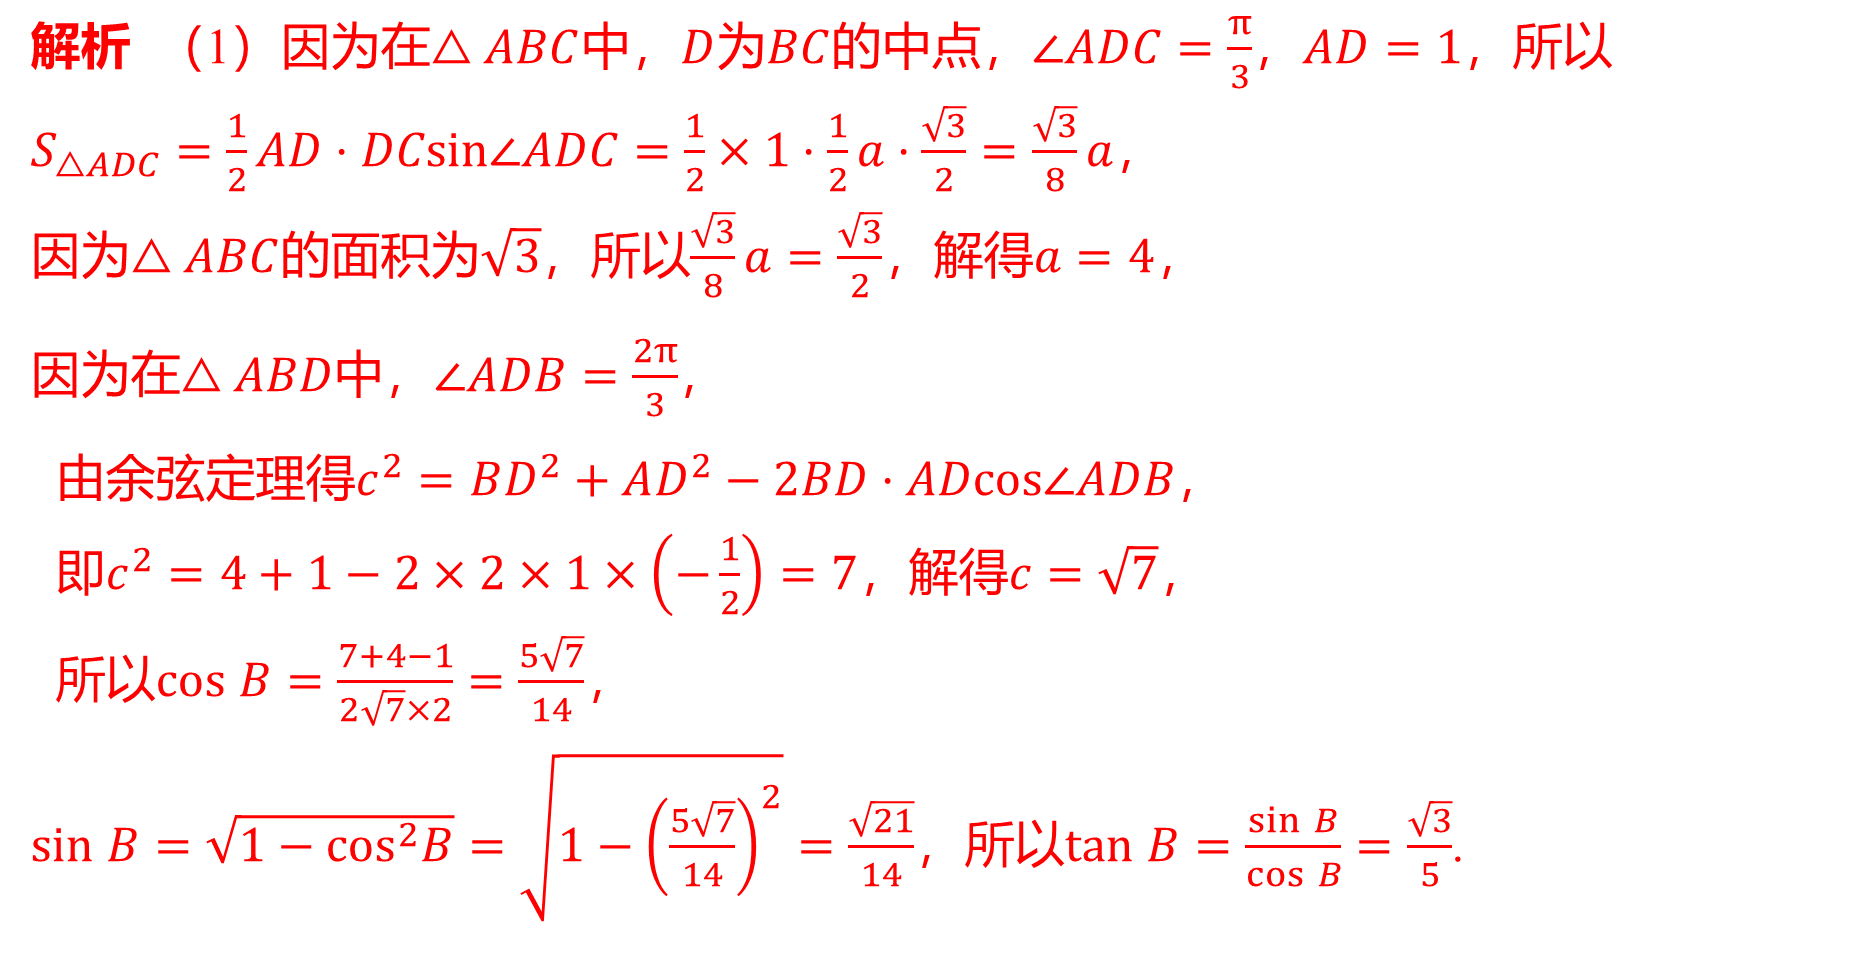 解析 （1）因为在△ ABC中，D为BC的中点，∠ADC = π/3，AD = 1，所以
S△ADC = 1/2 AD · DCsin∠ADC = 1/2 × 1 · 1/2 a · √3/2 = √3/8 a，
因为△ ABC的面积为√3，所以√3/8 a = √3/2，解得a = 4，
因为在△ ABD中，∠ADB = 2π/3，
由余弦定理得c² = BD² + AD² − 2BD · ADcos∠ADB，
即c² = 4 + 1 − 2 × 2 × 1 × (−1/2) = 7，解得c = √7，
所以cos B = (7+4−1)/(2√7×2) = 5√7/14，
sin B = √(1 − cos²B) = √(1 − (5√7/14)²) = √21/14，所以tan B = sin B/cos B = √3/5.